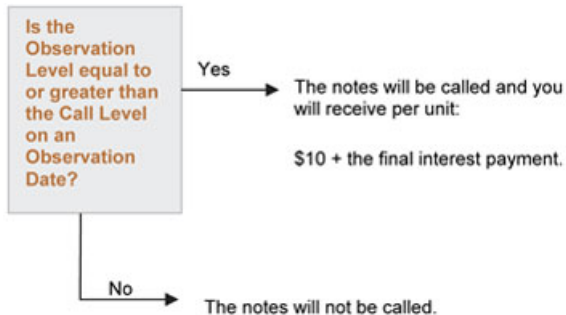 Is the
Observation
Level equal to
or greater than
the Call Level
on an
Observation
Date?
Yes
The notes will be called and you
will receive per unit:
$10 + the final interest payment.
No
The notes will not be called.